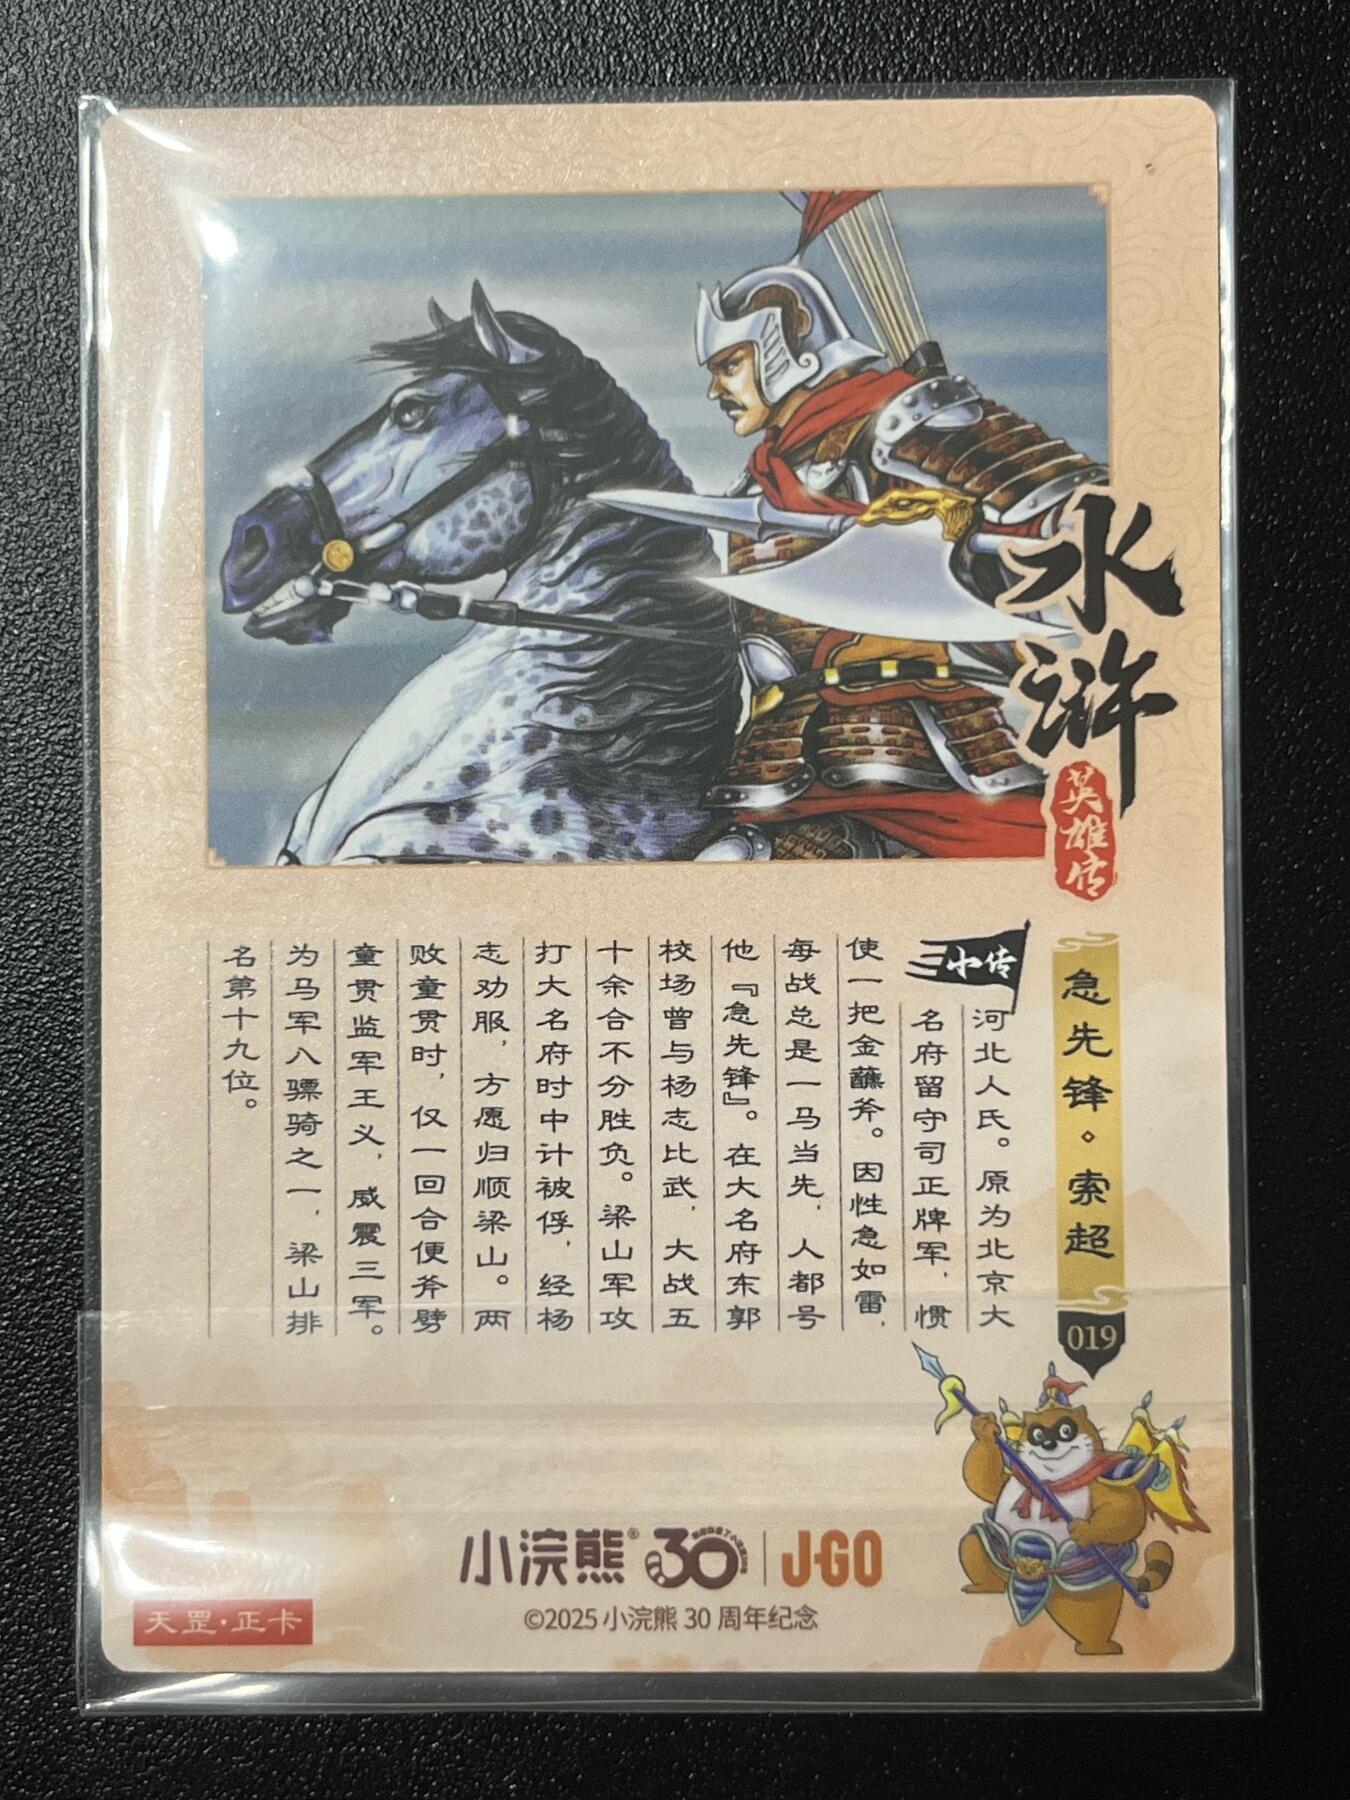 水浒
英雄传
急先锋◇索超
019
小传
河北人氏。原为北京大
名府留守司正牌军，惯
使一把金蘸斧。因性急如雷，
每战总是一马当先，人都号
他『急先锋』。在大名府东郭
校场曾与杨志比武，大战五
十余合不分胜负。梁山军攻
打大名府时中计被俘，经杨
志劝服，方愿归顺梁山。两
败童贯时，仅一回合便斧劈
童贯监军王义，威震三军。
为马军八骠骑之一，梁山排
名第十九位。
小浣熊® 30 | J·GO
©2025 小浣熊 30 周年纪念
天罡·正卡